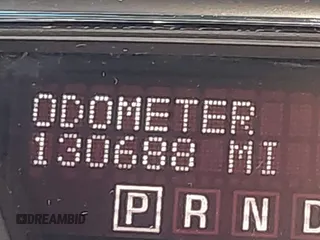 ODOMETER
130688 MI
P R N D
DREAMBID